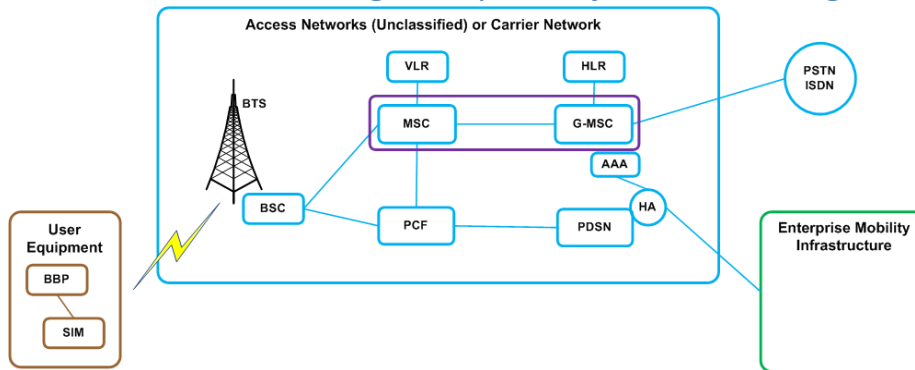 Access Networks (Unclassified) or Carrier Network
VLR
HLR
PSTN
ISDN
BTS
MSC
G-MSC
AAA
BSC
PCF
PDSN
HA
User
Equipment
BBP
SIM
Enterprise Mobility
Infrastructure